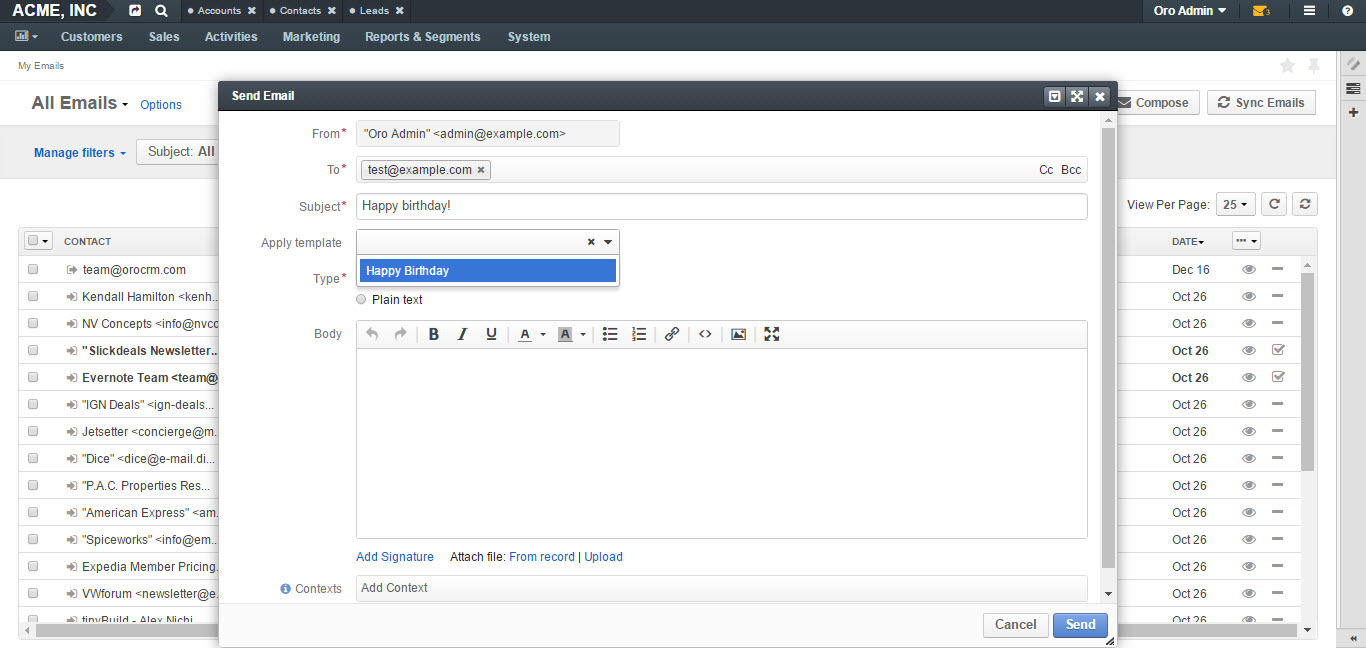 ACME, INC
Accounts
Contacts
Leads
Oro Admin
3
Customers Sales Activities Marketing Reports & Segments System
My Emails
All Emails Options
Compose
Sync Emails
Manage filters
Subject: All
View Per Page: 25
CONTACT
DATE
team@orocrm.com Dec 16
Kendall Hamilton <kenh... Oct 26
NV Concepts <info@nvco Oct 26
"Slickdeals Newsletter... Oct 26
Evernote Team <team@ Oct 26
"IGN Deals" <ign-deals... Oct 26
Jetsetter <concierge@m... Oct 26
"Dice" <dice@e-mail.di... Oct 26
"P.A.C. Properties Res... Oct 26
"American Express" <am... Oct 26
"Spiceworks" <info@em... Oct 26
Expedia Member Pricing. Oct 26
VWforum <newsletter@e. Oct 26
tinyBuild - Alex Nichi Oct 26
Send Email
From* "Oro Admin" <admin@example.com>
To* test@example.com Cc Bcc
Subject* Happy birthday!
Apply template
Happy Birthday
Type*
Plain text
Body
B I U A A
Add Signature Attach file: From record | Upload
Contexts Add Context
Cancel Send